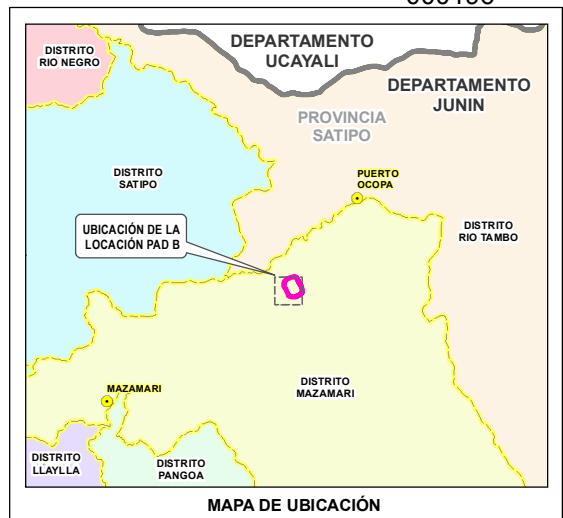 DISTRITO
RIO NEGRO
DEPARTAMENTO
UCAYALI
DEPARTAMENTO
JUNIN
PROVINCIA
SATIPO
DISTRITO
SATIPO
PUERTO
OCOPA
UBICACIÓN DE LA
LOCACIÓN PAD B
DISTRITO
RIO TAMBO
MAZAMARI
DISTRITO
MAZAMARI
DISTRITO
LLAYLLA
DISTRITO
PANGOA
MAPA DE UBICACIÓN